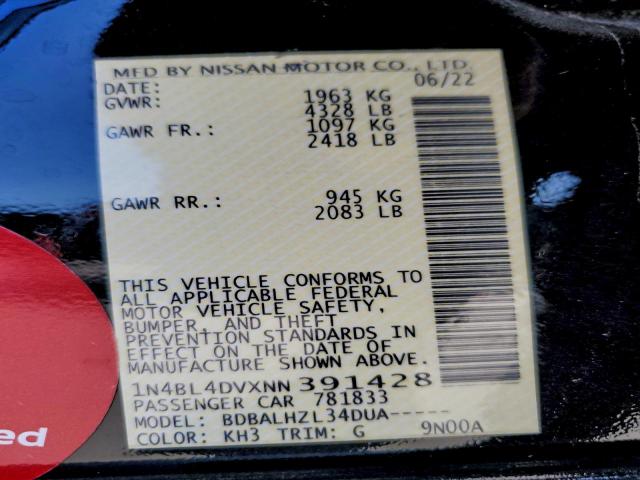 MFD BY NISSAN MOTOR CO., LTD.
DATE: 06/22
GVWR: 1963 KG
4328 LB
GAWR FR.: 1097 KG
2418 LB
GAWR RR.: 945 KG
2083 LB
THIS VEHICLE CONFORMS TO
ALL APPLICABLE FEDERAL
MOTOR VEHICLE SAFETY,
BUMPER, AND THEFT
PREVENTION STANDARDS IN
EFFECT ON THE DATE OF
MANUFACTURE SHOWN ABOVE.
1N4BL4DVXNN391428
PASSENGER CAR 781833
MODEL: BDBALHZL34DUA-----
COLOR: KH3 TRIM: G 9N00A
ed